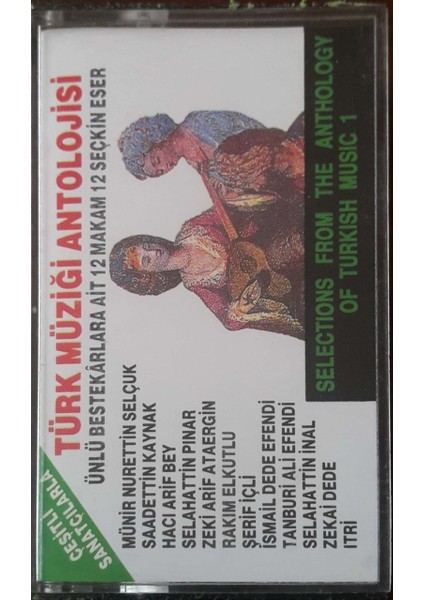 ÇEŞİTLİ
SANATÇILARLA
TÜRK MÜZİĞİ ANTOLOJİSİ
ÜNLÜ BESTEKÂRLARA AİT 12 MAKAM 12 SEÇKİN ESER
MÜNİR NURETTİN SELÇUK
SAADETTİN KAYNAK
HACI ARİF BEY
SELAHATTİN PINAR
ZEKİ ARİF ATAERGİN
RAKIM ELKUTLU
ŞERİF İÇLİ
İSMAİL DEDE EFENDİ
TANBURİ ALİ EFENDİ
SELAHATTİN İNAL
ZEKAİ DEDE
ITRİ
SELECTIONS FROM THE ANTHOLOGY
OF TURKISH MUSIC 1